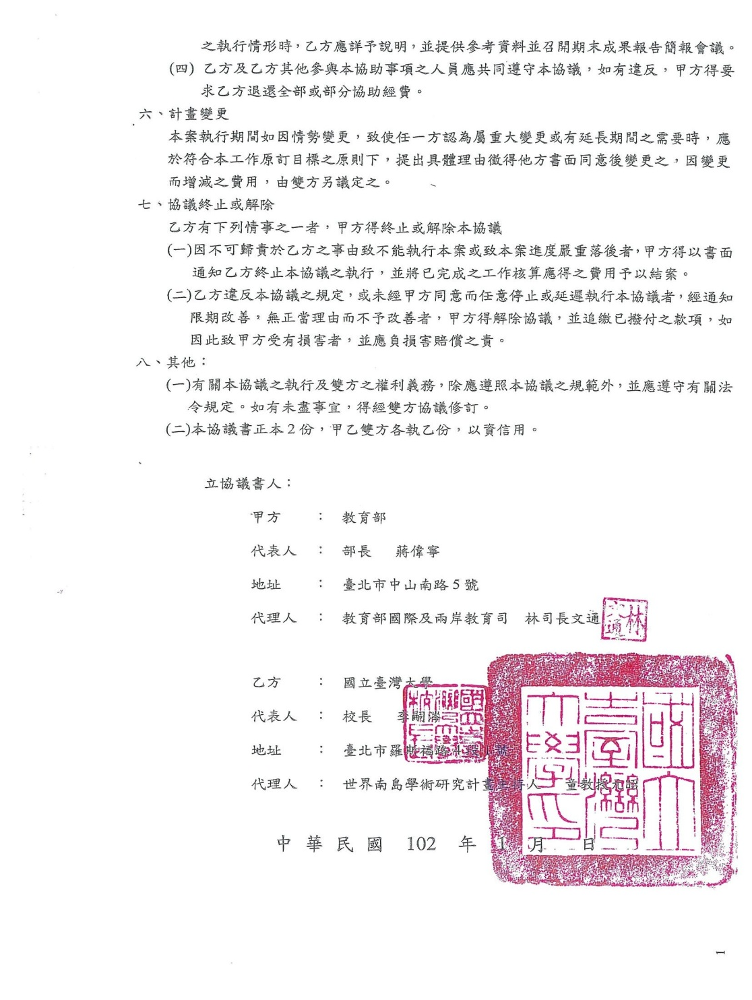 之執行情形時，乙方應詳予說明，並提供參考資料並召開期末成果報告簡報會議。
(四) 乙方及乙方其他參與本協助事項之人員應共同遵守本協議，如有違反，甲方得要
求乙方退還全部或部分協助經費。
六、計畫變更
本案執行期間如因情勢變更，致使任一方認為屬重大變更或有延長期間之需要時，應
於符合本工作原訂目標之原則下，提出具體理由徵得他方書面同意後變更之，因變更
而增減之費用，由雙方另議定之。
七、協議終止或解除
乙方有下列情事之一者，甲方得終止或解除本協議
(一)因不可歸責於乙方之事由致不能執行本案或致本案進度嚴重落後者，甲方得以書面
通知乙方終止本協議之執行，並將已完成之工作核算應得之費用予以結案。
(二)乙方違反本協議之規定，或未經甲方同意而任意停止或延遲執行本協議者，經通知
限期改善，無正當理由而不予改善者，甲方得解除協議，並追繳已撥付之款項，如
因此致甲方受有損害者，並應負損害賠償之責。
八、其他：
(一)有關本協議之執行及雙方之權利義務，除應遵照本協議之規範外，並應遵守有關法
令規定。如有未盡事宜，得經雙方協議修訂。
(二)本協議書正本2份，甲乙雙方各執乙份，以資信用。
立協議書人：
甲方 ： 教育部
代表人 ： 部長 蔣偉寧
地址 ： 臺北市中山南路5號
代理人 ： 教育部國際及兩岸教育司 林司長文通
林文通
乙方 ： 國立臺灣大學
代表人 ： 校長 李嗣涔
地址 ： 臺北市羅斯福路4段1號
代理人 ： 世界南島學術研究計畫主持人 童教授元昭
國立臺灣大學印
中華民國 102 年 1 月 日
1